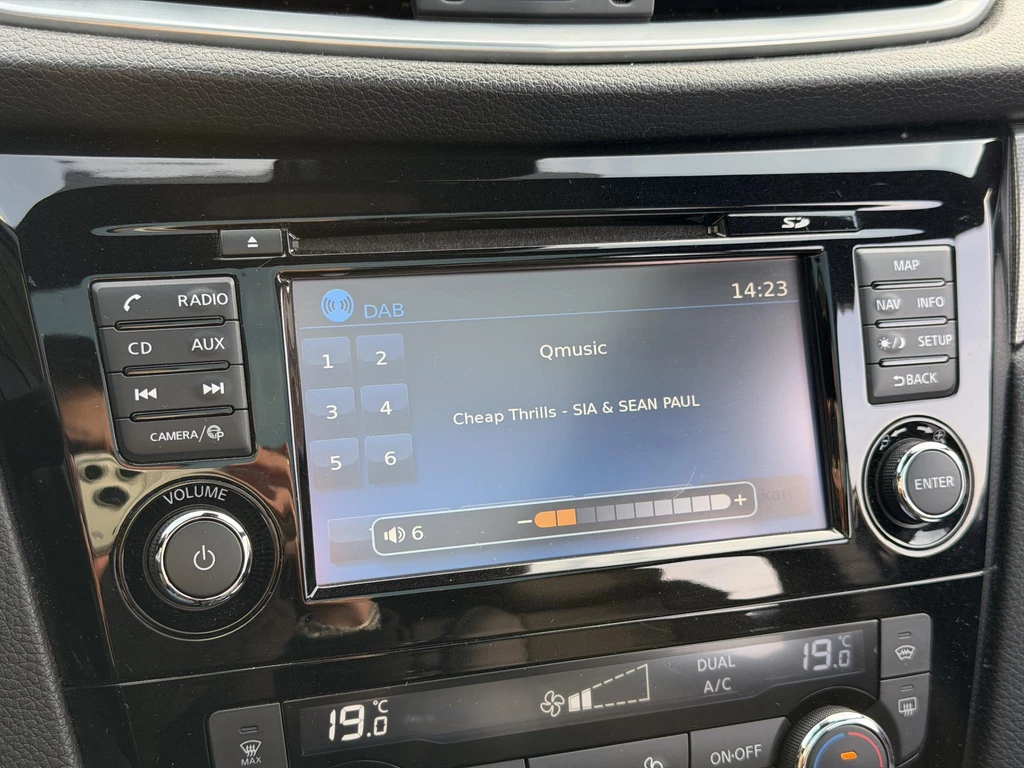 SD
MAP
RADIO
NAV INFO
CD AUX
SETUP
BACK
CAMERA/
VOLUME
ENTER
DAB
14:23
1 2
Qmusic
3 4
Cheap Thrills - SIA & SEAN PAUL
5 6
6 − +
DUAL
A/C
19.0 °C
19.0 °C
MAX
ON·OFF